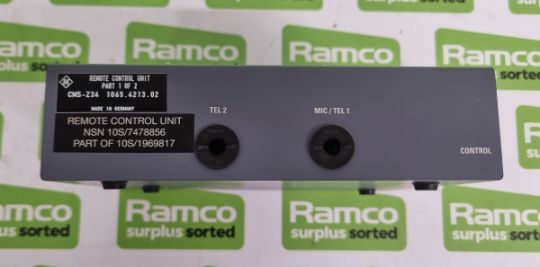 Ramco
surplus sorted
REMOTE CONTROL UNIT
PART 1 OF 2
CMS-Z34 1065.4213.02
MADE IN GERMANY
REMOTE CONTROL UNIT
NSN 10S/7478856
PART OF 10S/1969817
TEL 2
MIC / TEL 1
CONTROL
Ramco
surplus sorted
Ramco
surplus sorted
Ramco
surplus sorted